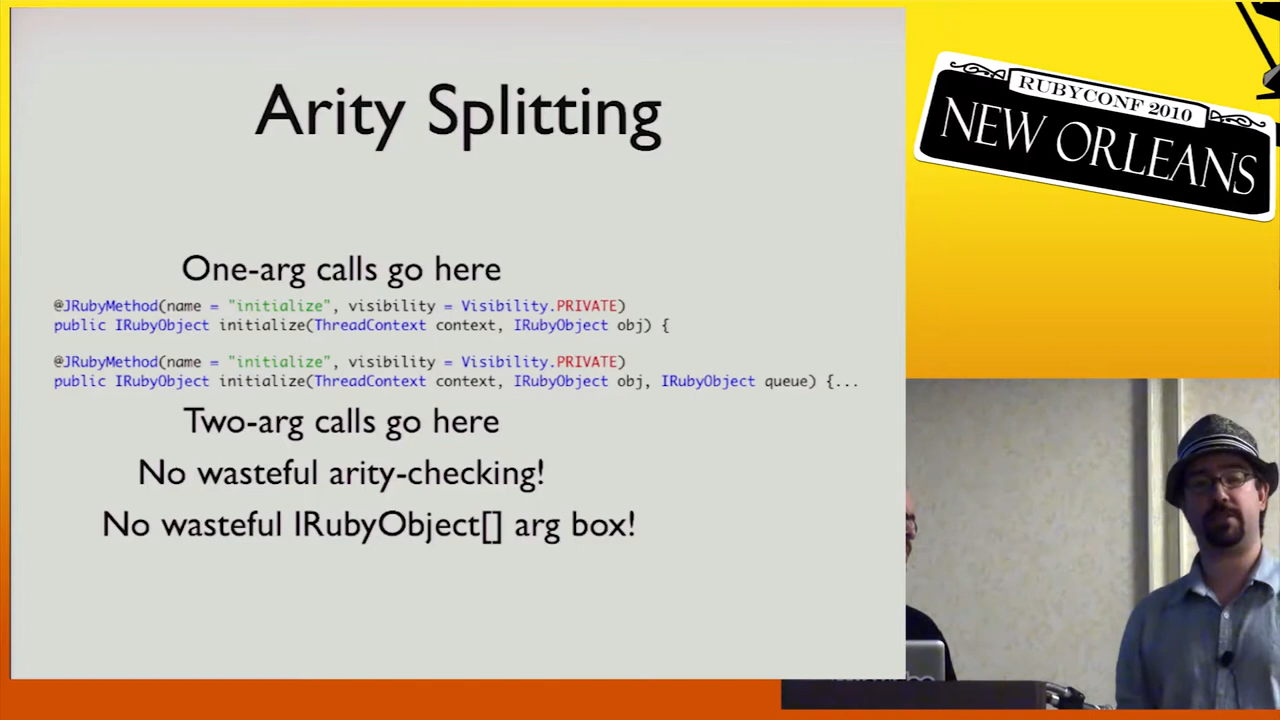 Arity Splitting
One-arg calls go here
@JRubyMethod(name = "initialize", visibility = Visibility.PRIVATE)
public IRubyObject initialize(ThreadContext context, IRubyObject obj) {
@JRubyMethod(name = "initialize", visibility = Visibility.PRIVATE)
public IRubyObject initialize(ThreadContext context, IRubyObject obj, IRubyObject queue) {...
Two-arg calls go here
No wasteful arity-checking!
No wasteful IRubyObject[] arg box!
RUBYCONF 2010
NEW ORLEANS